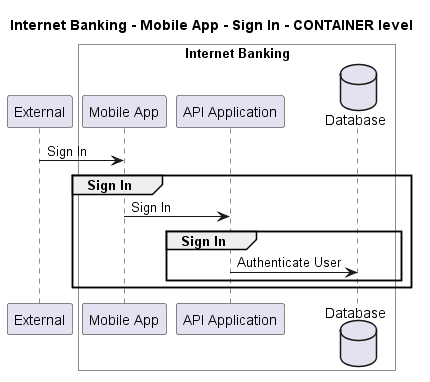 Internet Banking - Mobile App - Sign In - CONTAINER level
Internet Banking
External
Mobile App
API Application
Database
Sign In
Sign In
Sign In
Sign In
Authenticate User
External
Mobile App
API Application
Database